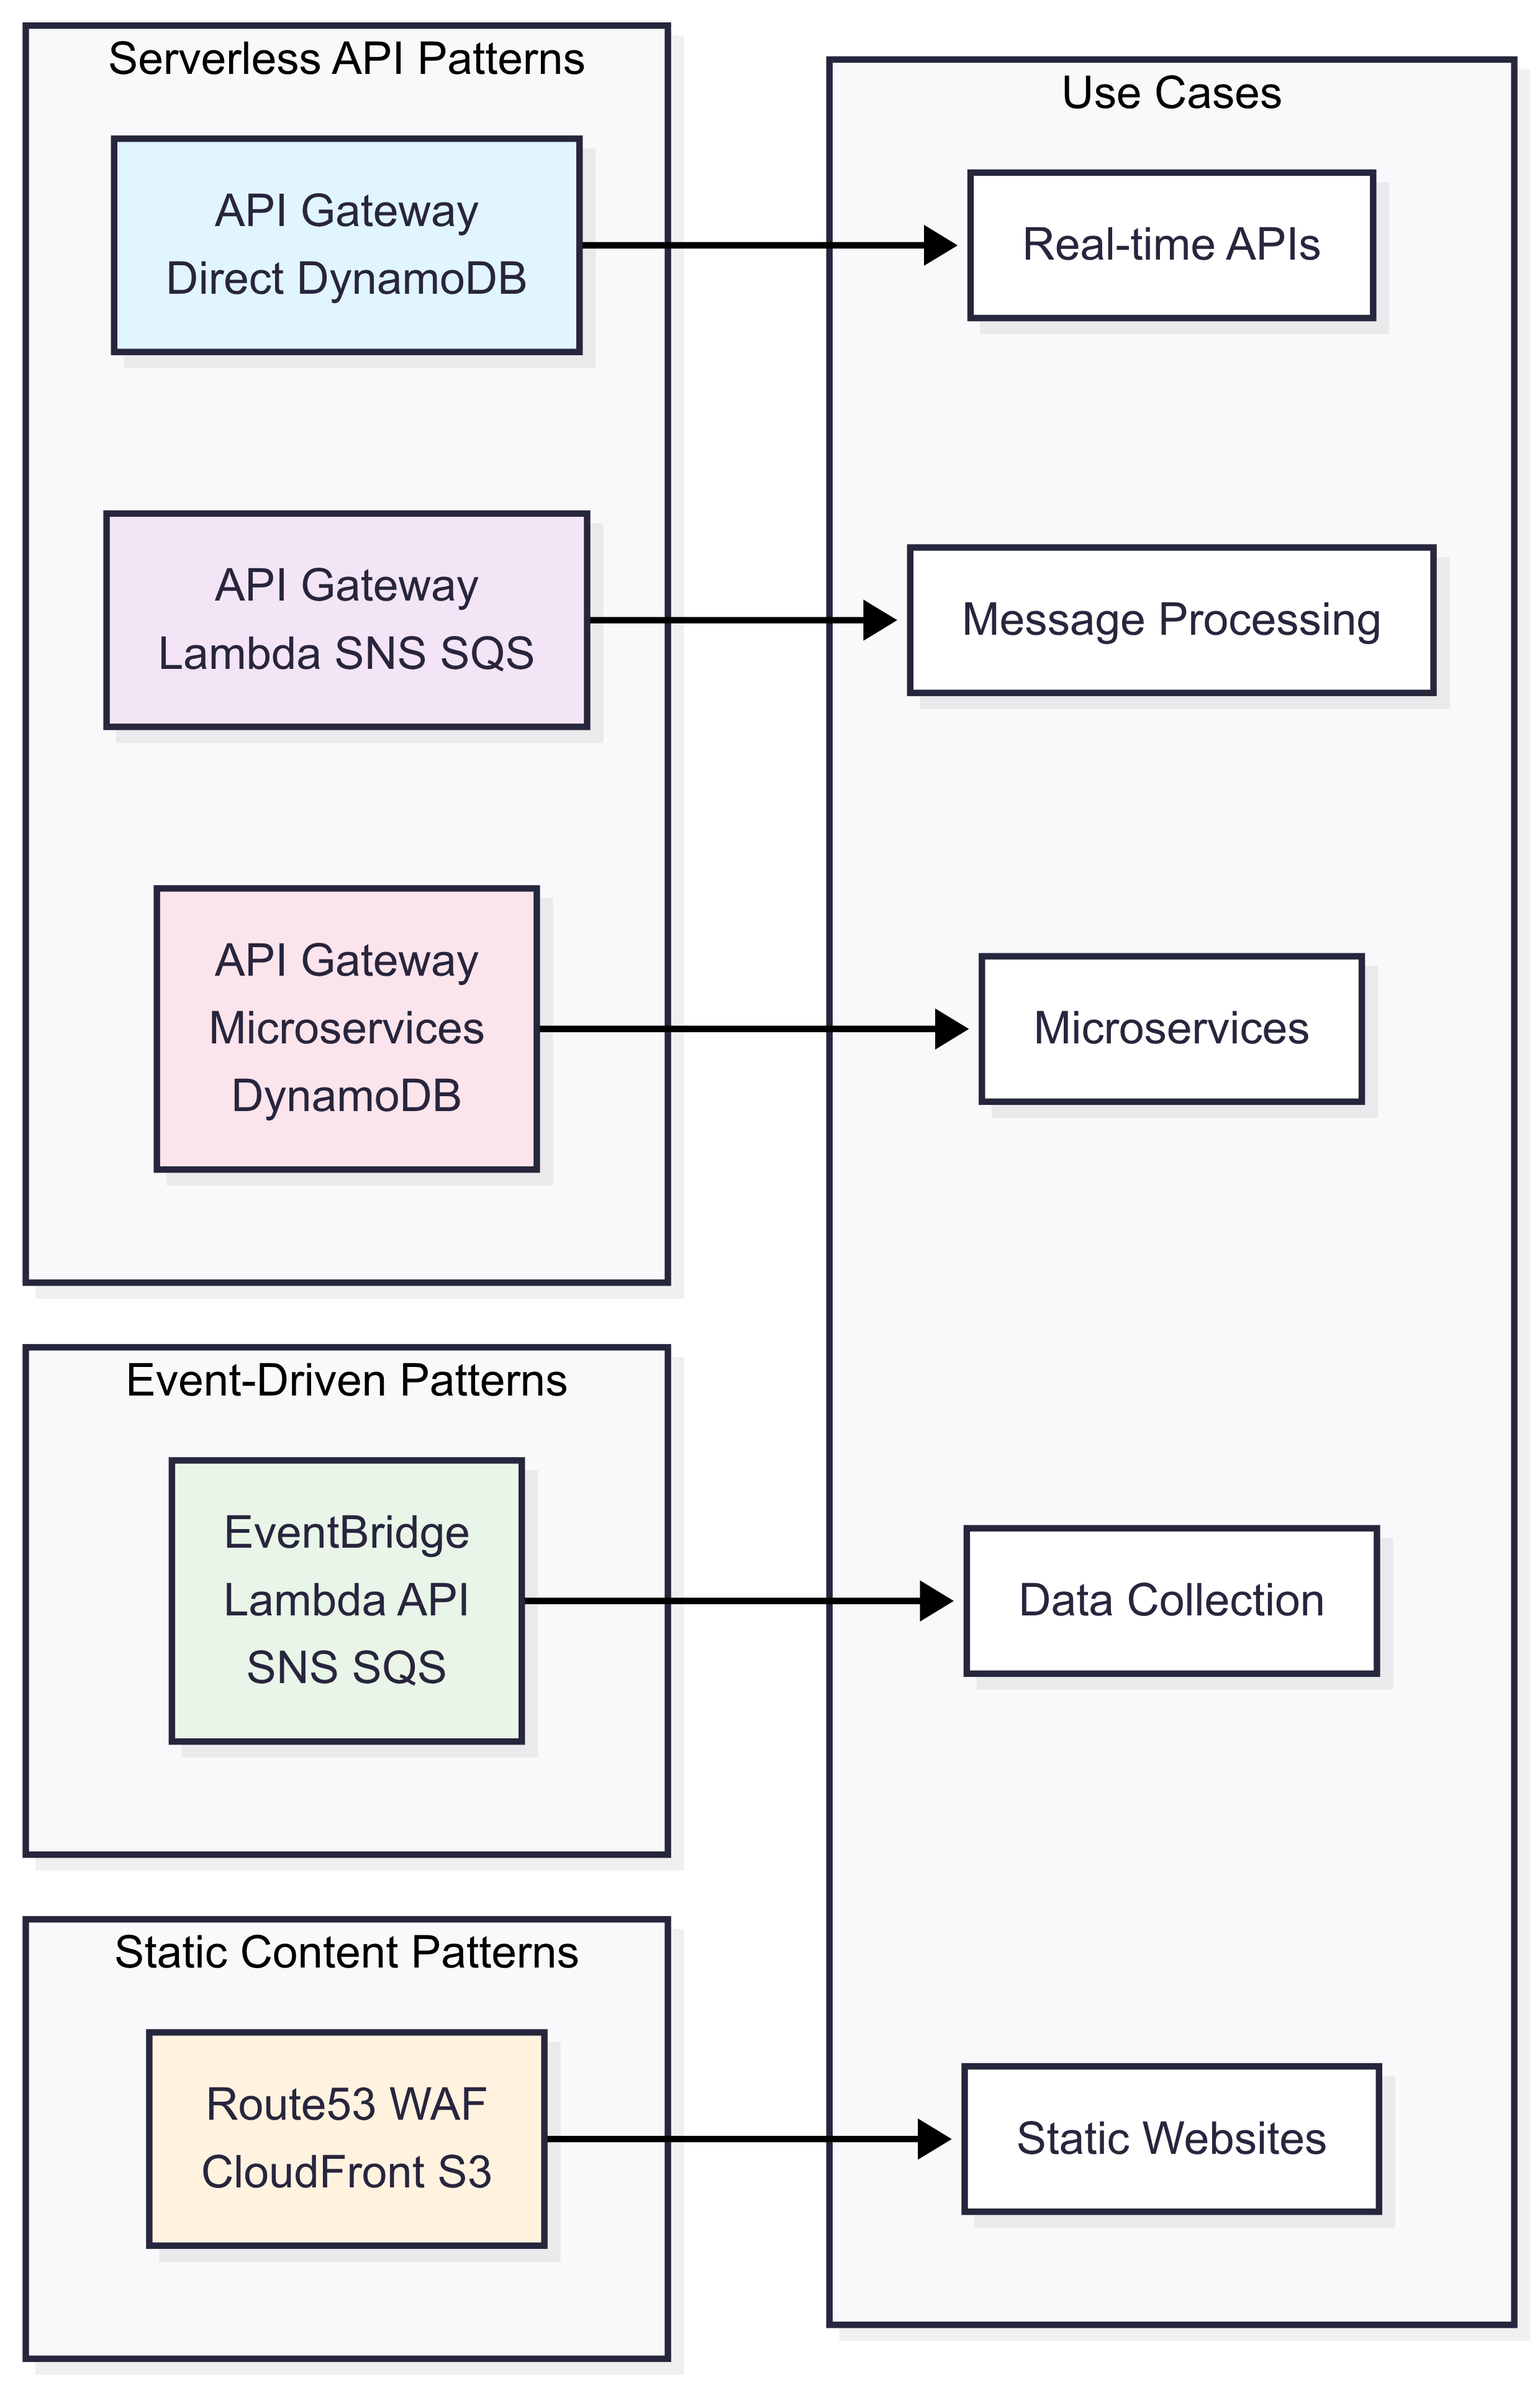 Serverless API Patterns
API Gateway
Direct DynamoDB
API Gateway
Lambda SNS SQS
API Gateway
Microservices
DynamoDB
Event-Driven Patterns
EventBridge
Lambda API
SNS SQS
Static Content Patterns
Route53 WAF
CloudFront S3
Use Cases
Real-time APIs
Message Processing
Microservices
Data Collection
Static Websites